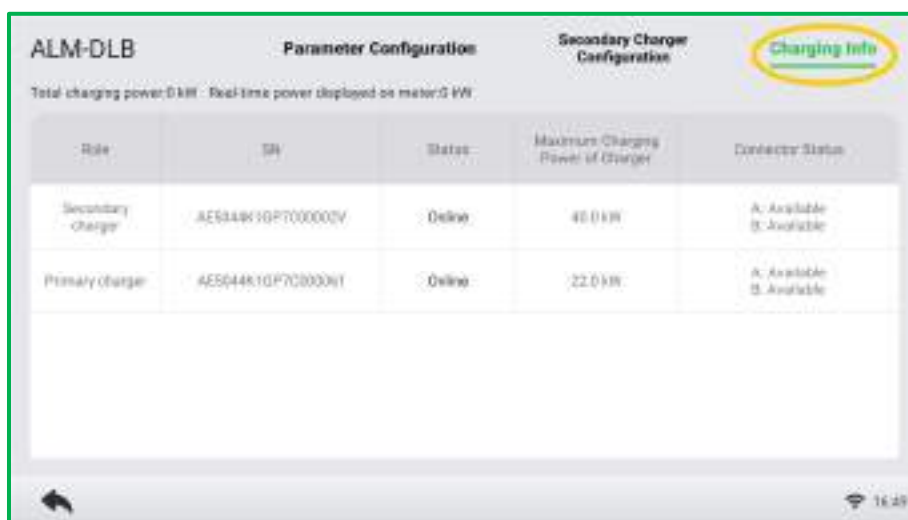 ALM-DLB
Parameter Configuration
Secondary Charger
Configuration
Charging Info
Total charging power:0 kW Real-time power displayed on meter:0 kW
Role
SN
Status
Maximum Charging
Power of Charger
Connector Status
Secondary
charger
Online
40.0 kW
A: Available
B: Available
Primary charger
Online
22.0 kW
A: Available
B: Available
16:49